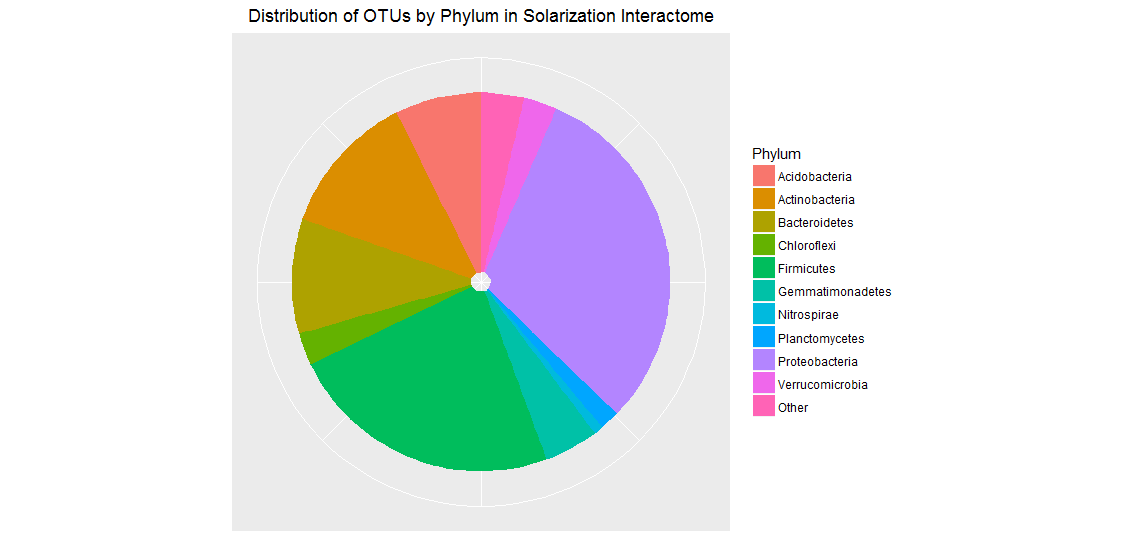 Distribution of OTUs by Phylum in Solarization Interactome
Phylum
Acidobacteria
Actinobacteria
Bacteroidetes
Chloroflexi
Firmicutes
Gemmatimonadetes
Nitrospirae
Planctomycetes
Proteobacteria
Verrucomicrobia
Other